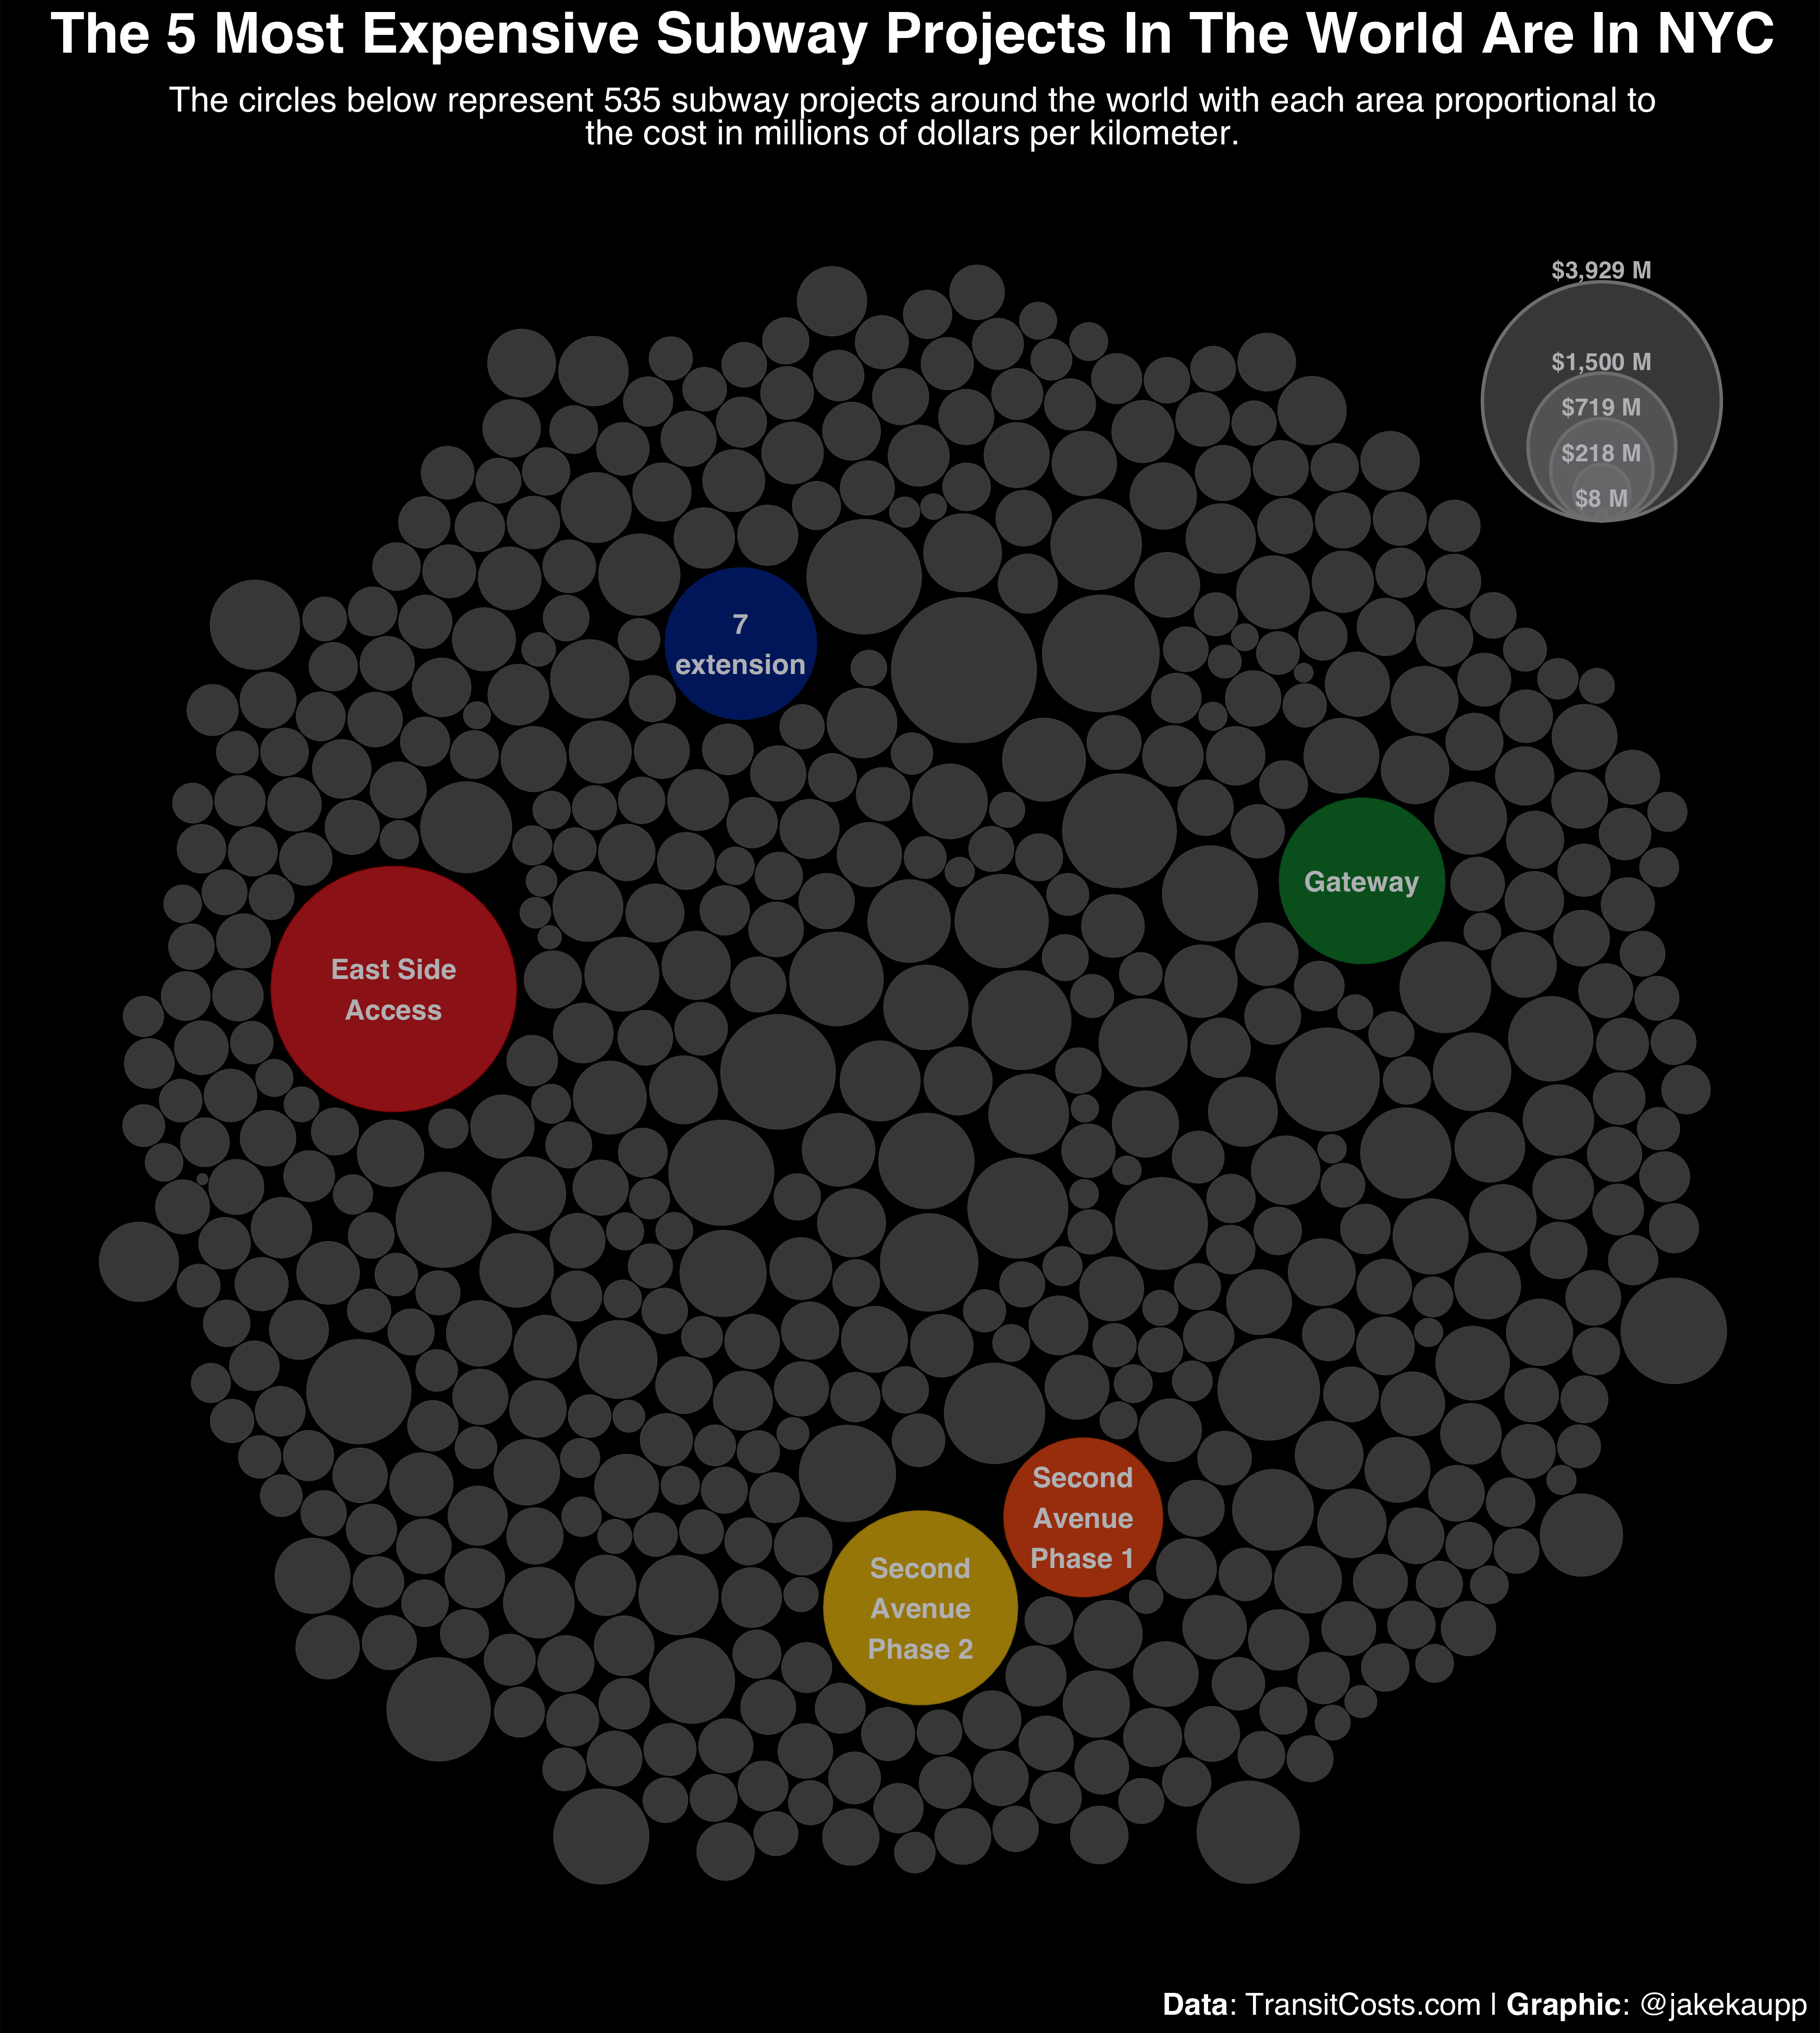 The 5 Most Expensive Subway Projects In The World Are In NYC
The circles below represent 535 subway projects around the world with each area proportional to
the cost in millions of dollars per kilometer.
$3,929 M
$1,500 M
$719 M
$218 M
$8 M
7
extension
Gateway
East Side
Access
Second
Avenue
Phase 1
Second
Avenue
Phase 2
Data: TransitCosts.com | Graphic: @jakekaupp